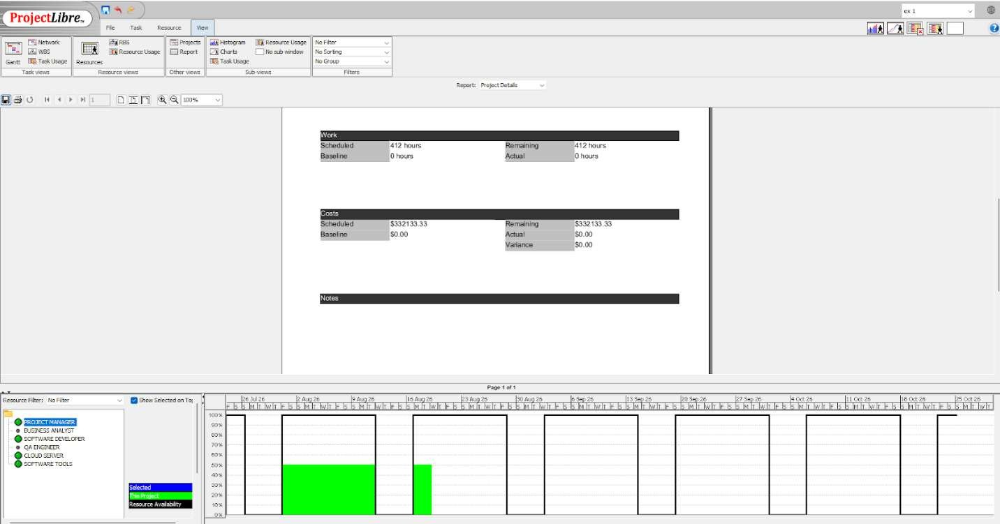 ProjectLibre™
ex 1
File Task Resource View
Network RBS Projects Histogram Resource Usage No Filter
WBS Resource Usage Report Charts No sub window No Sorting
Gantt Task Usage Resources Task Usage No Group
Task views Resource views Other views Sub-views Filters
Report: Project Details
1 100%
Work
Scheduled 412 hours Remaining 412 hours
Baseline 0 hours Actual 0 hours
Costs
Scheduled $332133.33 Remaining $332133.33
Baseline $0.00 Actual $0.00
Variance $0.00
Notes
Page 1 of 1
Resource Filter: No Filter Show Selected on To
PROJECT MANAGER
BUSINESS ANALYST
SOFTWARE DEVELOPER
QA ENGINEER
CLOUD SERVER
SOFTWARE TOOLS
Selected
This Project
Resource Availability
26 Jul 26 2 Aug 26 9 Aug 26 16 Aug 26 23 Aug 26 30 Aug 26 6 Sep 26 13 Sep 26 20 Sep 26 27 Sep 26 4 Oct 26 11 Oct 26 18 Oct 26 25 Oct 26
F S S M T W T F S S M T W T F S S M T W T F S S M T W T F S S M T W T F S S M T W T F S S M T W T F S S M T W T F S S M T W T F S S M T W T F S S M T W T F S S M T W T F S S M T W T F S S M T W T
100%
90%
80%
70%
60%
50%
40%
30%
20%
10%
0%